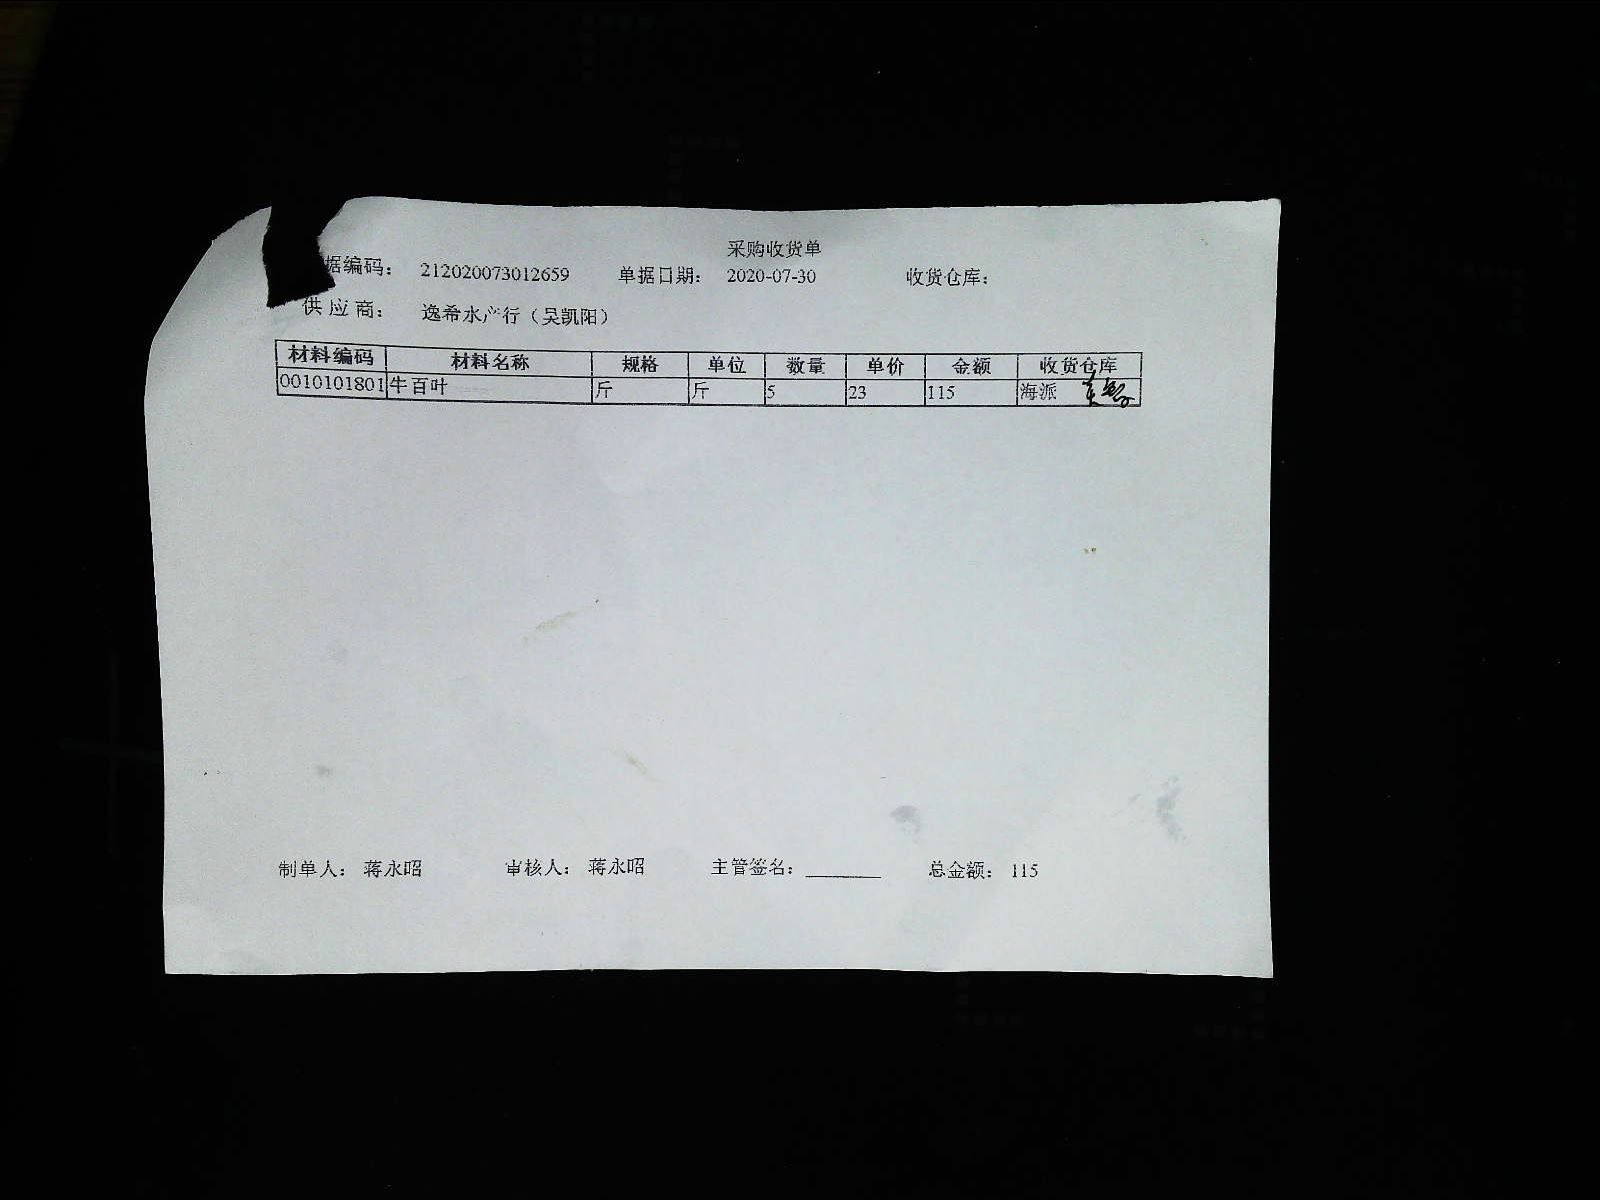 采购收货单
据编码： 212020073012659 单据日期： 2020-07-30 收货仓库：
供应商： 逸希水产行（吴凯阳）
材料编码 材料名称 规格 单位 数量 单价 金额 收货仓库
0010101801 牛百叶 斤 斤 5 23 115 海派
制单人： 蒋永昭 审核人： 蒋永昭 主管签名：________ 总金额： 115